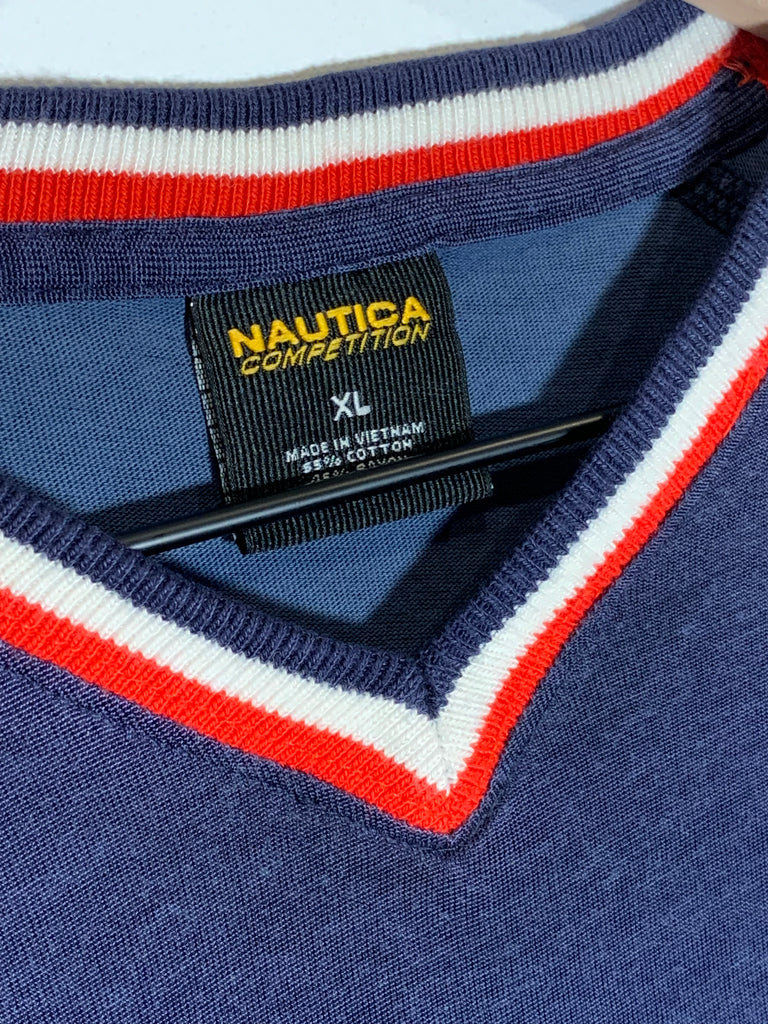 NAUTICA
COMPETITION
XL
MADE IN VIETNAM
55% COTTON